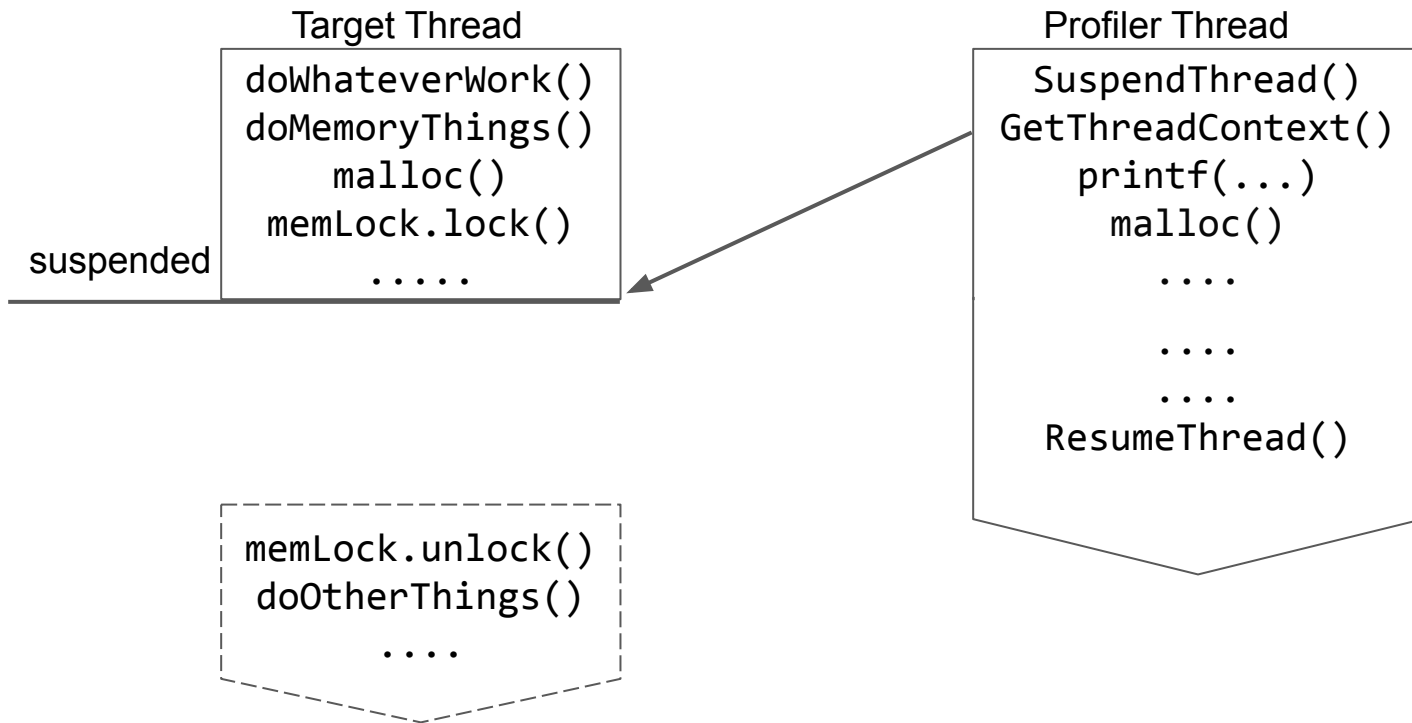 Target Thread
doWhateverWork()
doMemoryThings()
malloc()
memLock.lock()
.....
suspended
memLock.unlock()
doOtherThings()
....
Profiler Thread
SuspendThread()
GetThreadContext()
printf(...)
malloc()
....
....
....
ResumeThread()